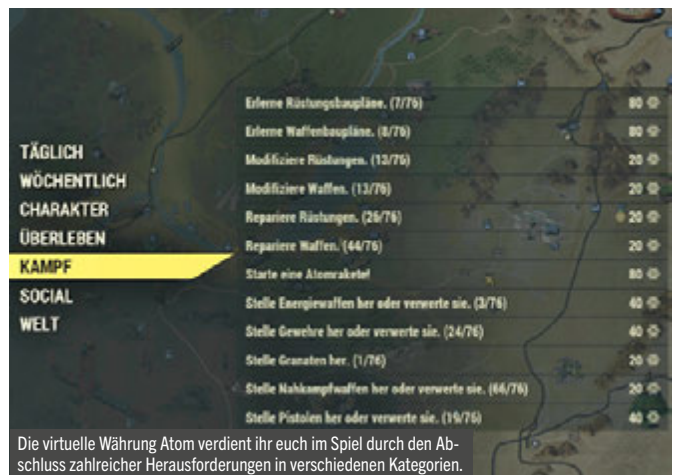 TÄGLICH
WÖCHENTLICH
CHARAKTER
ÜBERLEBEN
KAMPF
SOCIAL
WELT
Erlerne Rüstungsbaupläne. (7/76) 80
Erlerne Waffenbaupläne. (8/76) 80
Modifiziere Rüstungen. (13/76) 20
Modifiziere Waffen. (13/76) 20
Repariere Rüstungen. (26/76) 20
Repariere Waffen. (44/76) 20
Starte eine Atomrakete! 80
Stelle Energiewaffen her oder verwerte sie. (3/76) 40
Stelle Gewehre her oder verwerte sie. (24/76) 40
Stelle Granaten her. (1/76) 20
Stelle Nahkampfwaffen her oder verwerte sie. (66/76) 20
Stelle Pistolen her oder verwerte sie. (19/76) 40
Die virtuelle Währung Atom verdient ihr euch im Spiel durch den Ab-
schluss zahlreicher Herausforderungen in verschiedenen Kategorien.